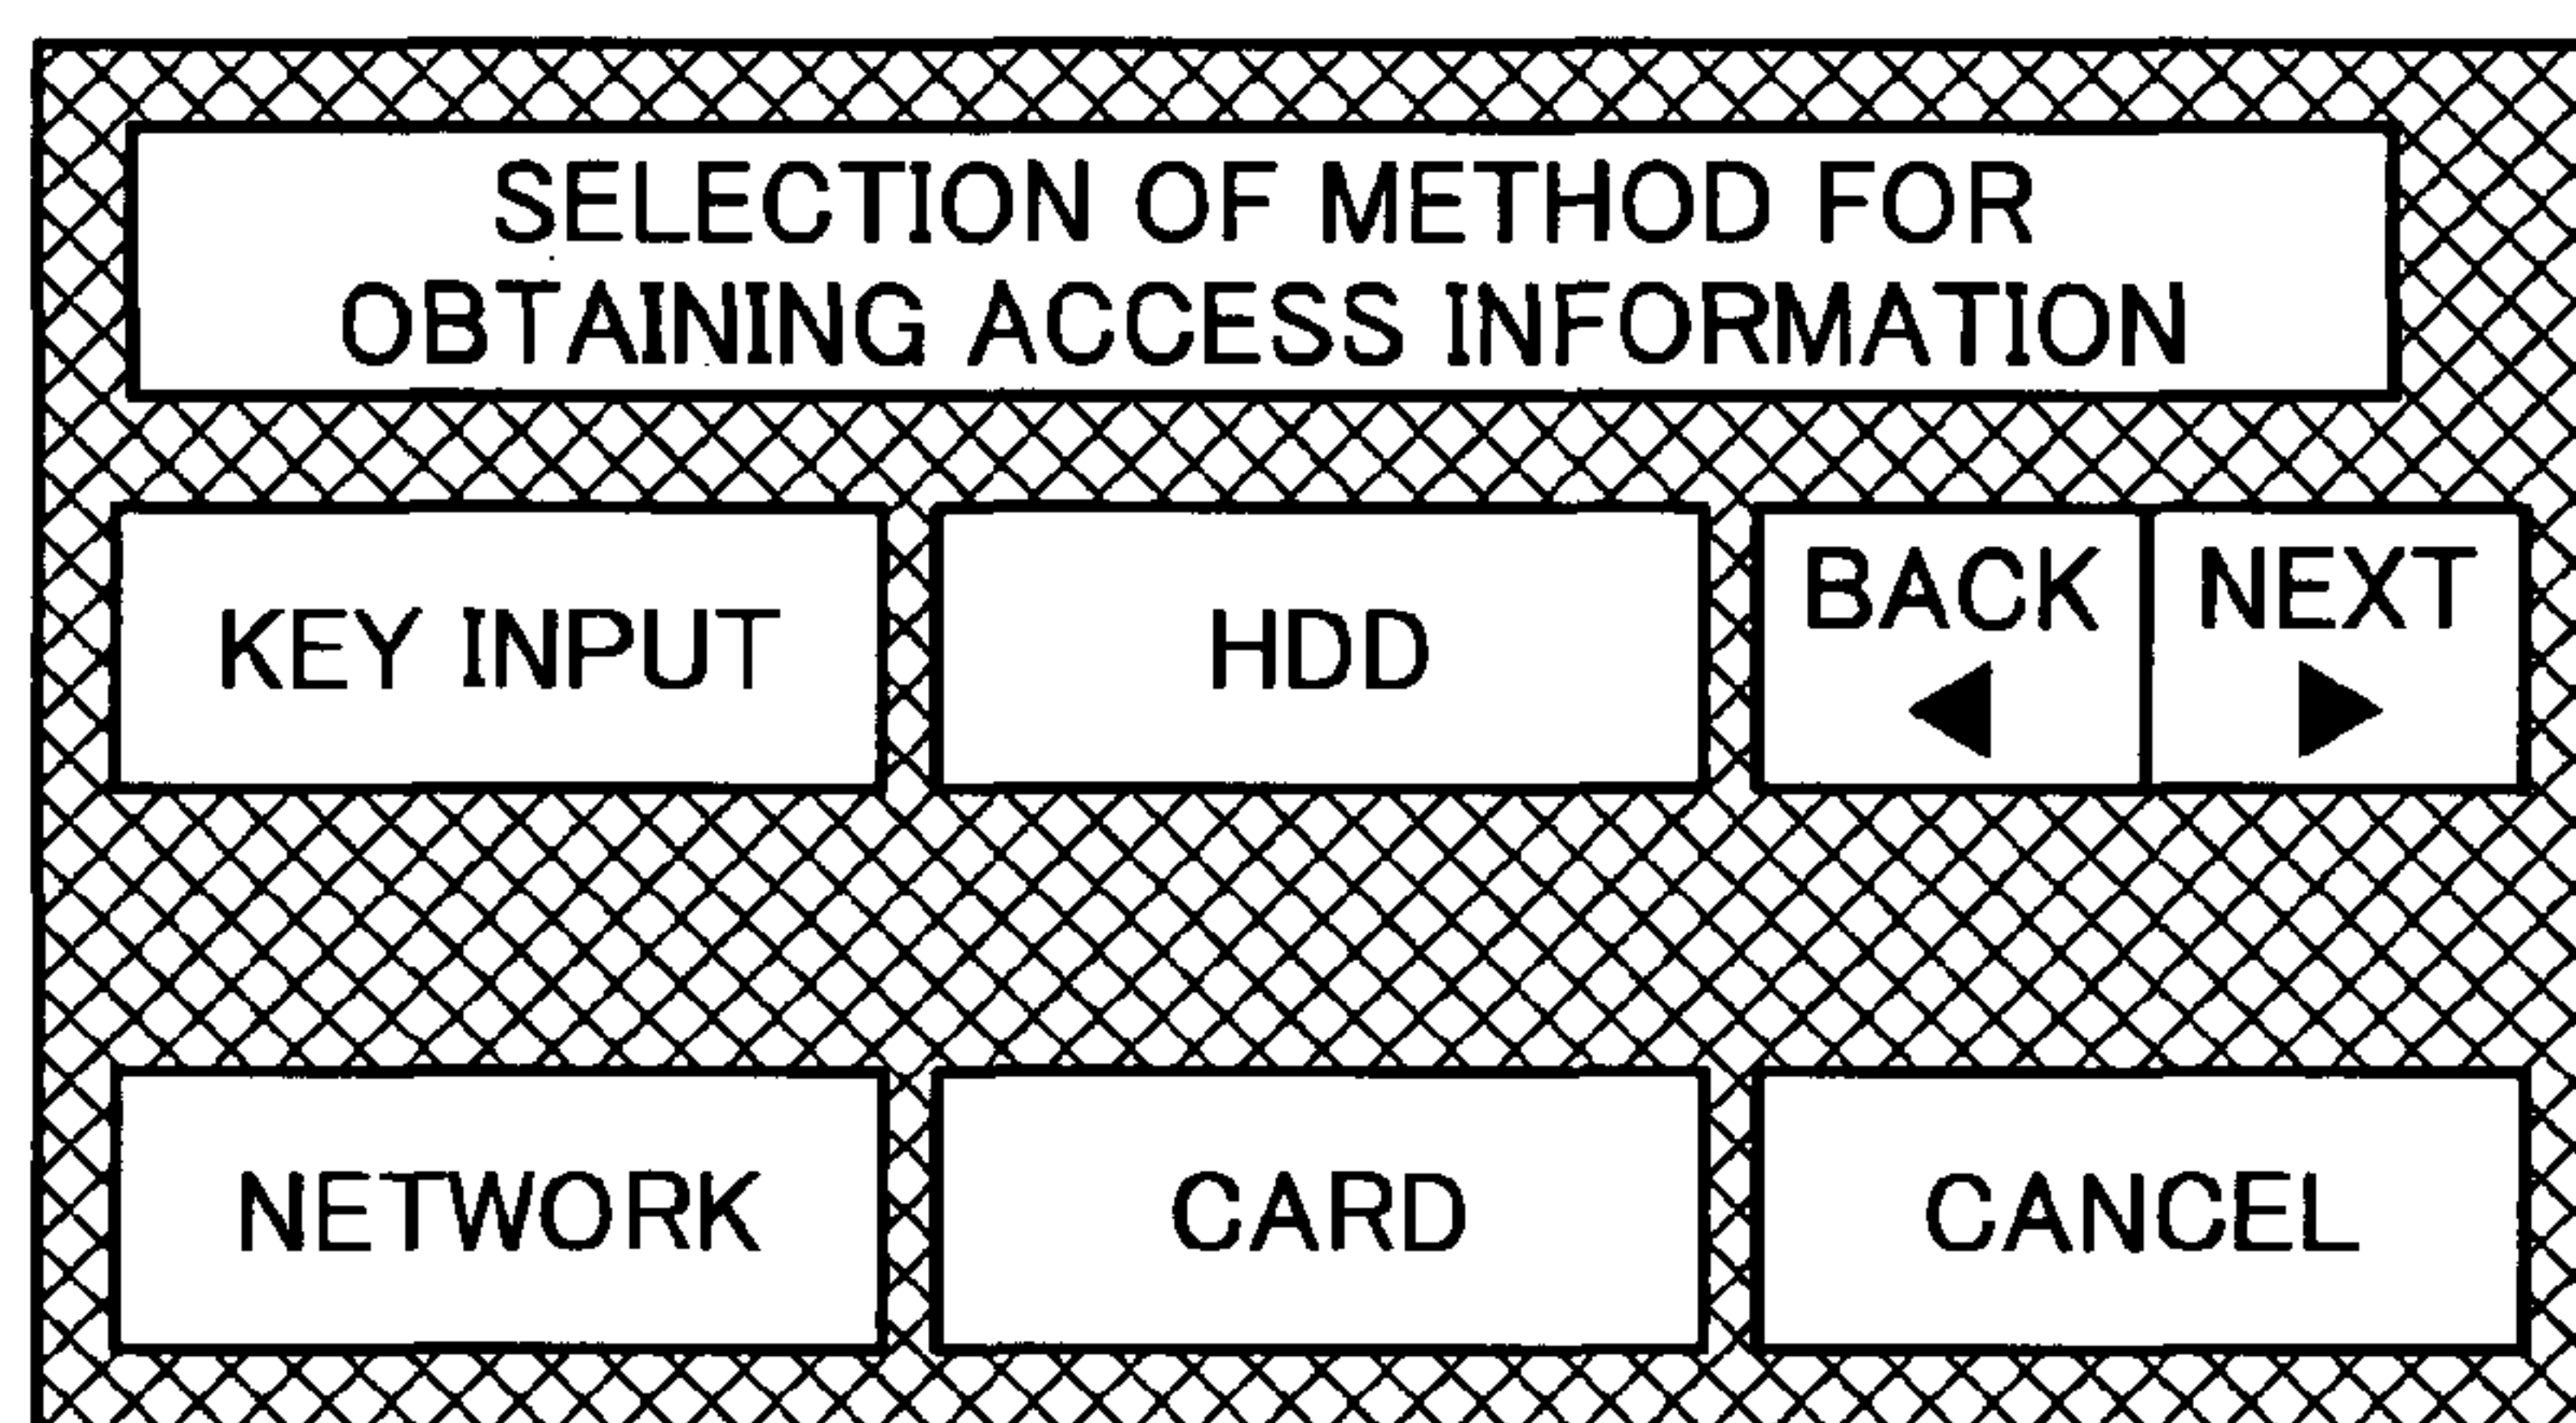 SELECTION OF METHOD FOR
OBTAINING ACCESS INFORMATION
KEY INPUT
HDD
BACK
NEXT
NETWORK
CARD
CANCEL